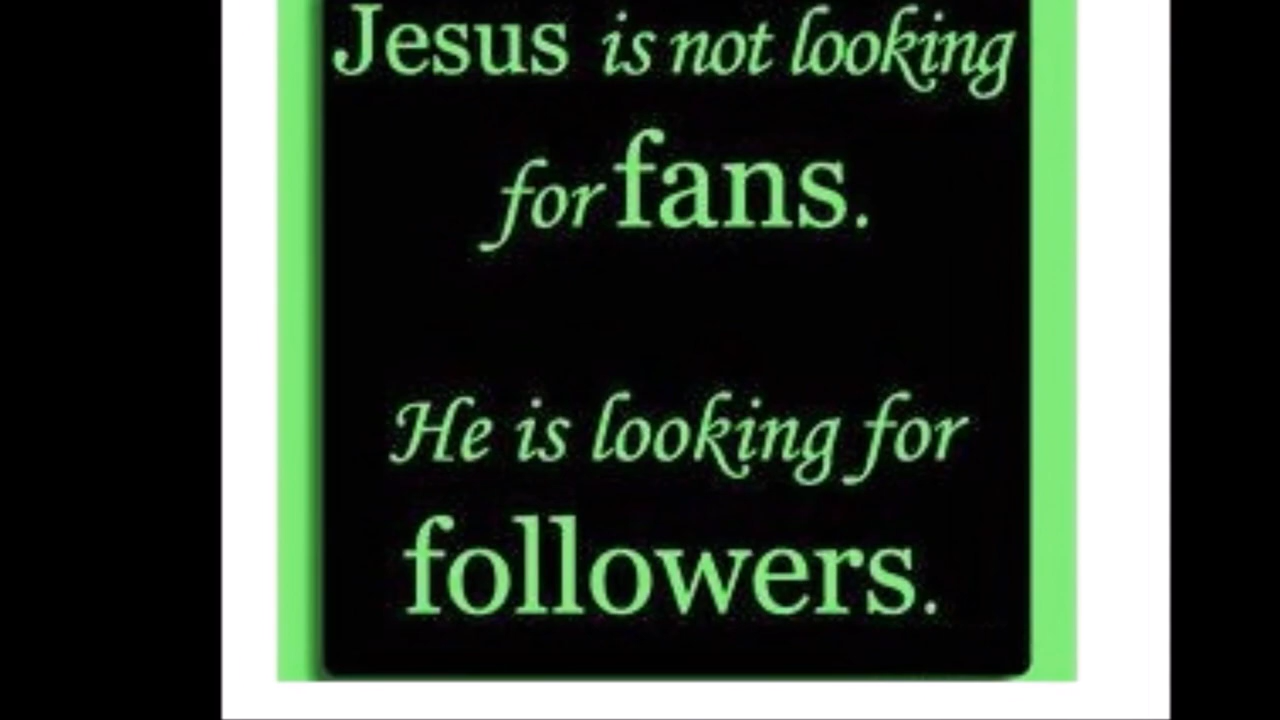 Jesus is not looking
for fans.
He is looking for
followers.